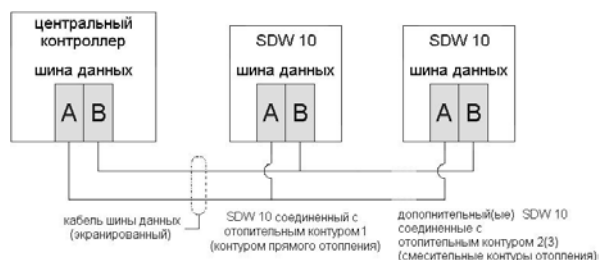 центральный
контроллер
шина данных
A B
SDW 10
шина данных
A B
SDW 10
шина данных
A B
кабель шины данных
(экранированный)
SDW 10 соединенный с
отопительным контуром 1
(контуром прямого отопления)
дополнительный(ые) SDW 10
соединенные с
отопительным контуром 2(3)
(смесительные контуры отопления)